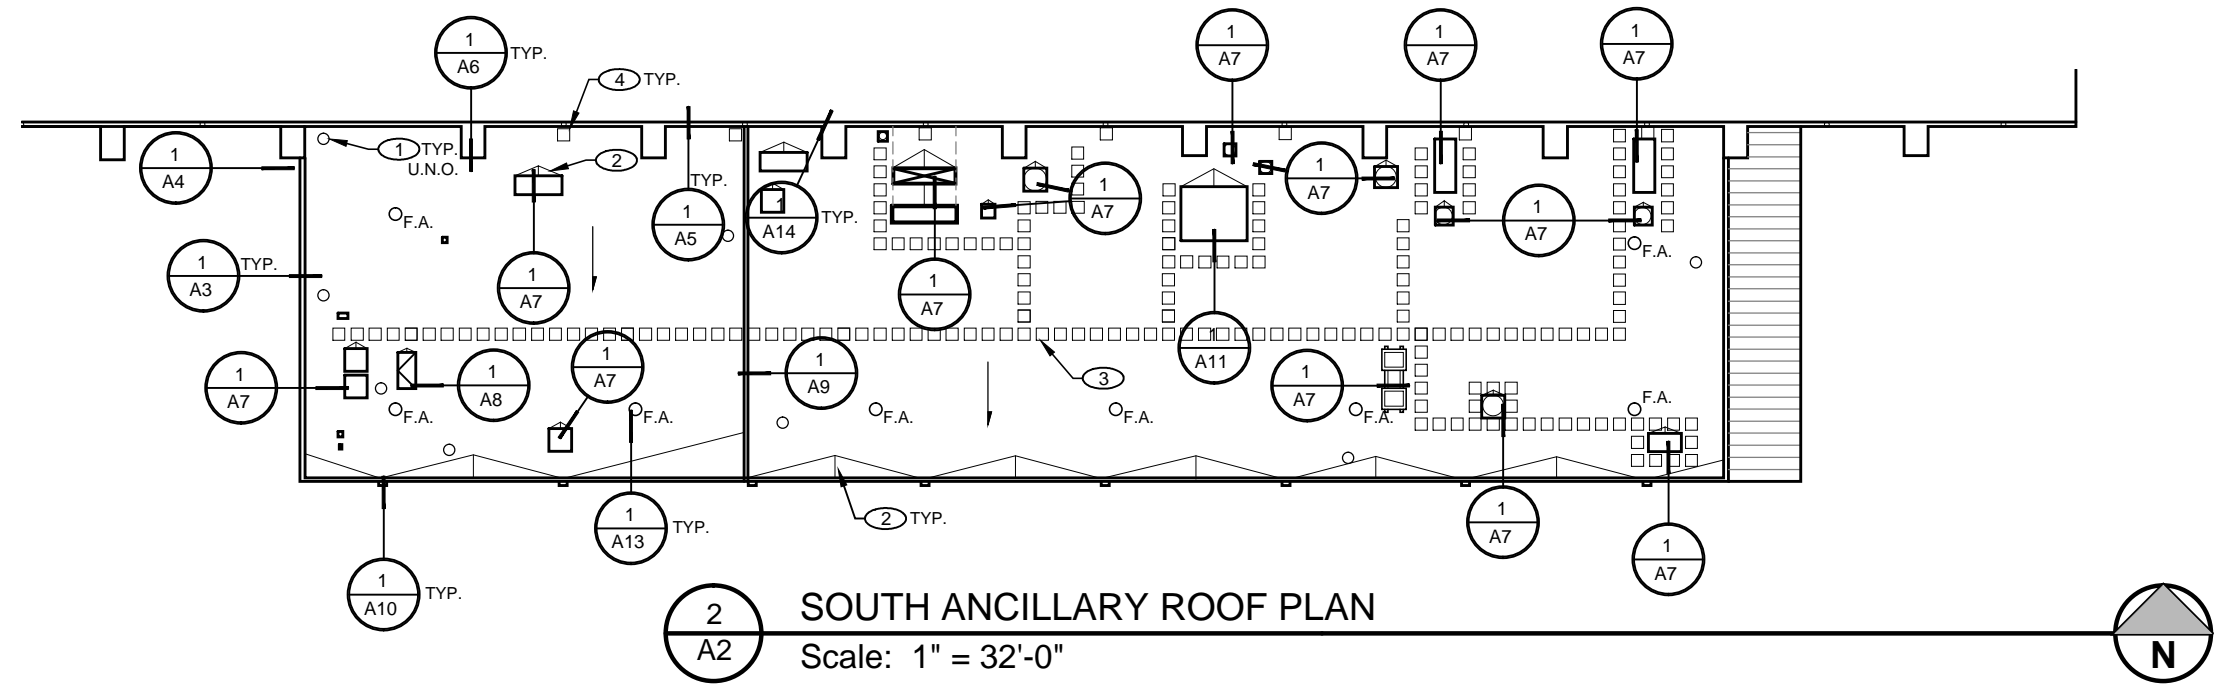 1
A6
TYP.
4
TYP.
1
A7
1
A7
1
A7
1
A4
1
TYP.
U.N.O.
2
F.A.
1
A3
TYP.
1
A7
TYP.
1
A5
1
A14
TYP.
1
A7
1
A7
1
A7
1
A7
F.A.
1
A11
1
A7
1
A8
F.A.
1
A7
F.A.
1
A9
F.A.
3
F.A.
1
A7
F.A.
F.A.
1
A10
TYP.
1
A13
TYP.
2
TYP.
1
A7
1
A7
2
A2
SOUTH ANCILLARY ROOF PLAN
Scale: 1" = 32'-0"
N